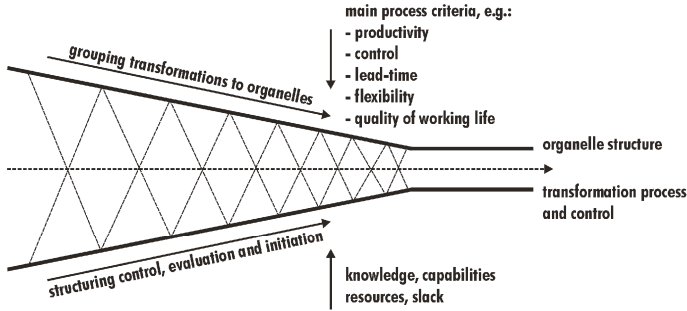 main process criteria, e.g.:
- productivity
- control
- lead-time
- flexibility
- quality of working life
grouping transformations to organelles
organelle structure
transformation process
and control
structuring control, evaluation and initiation
knowledge, capabilities
resources, slack